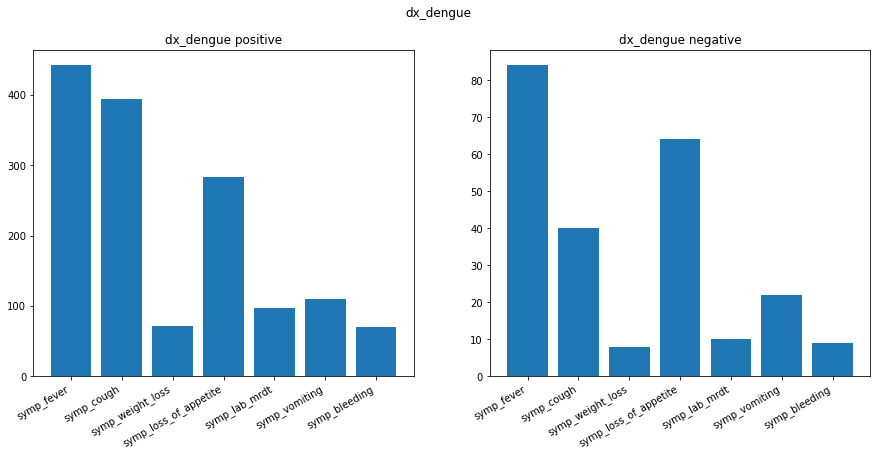 dx_dengue
dx_dengue positive
400
300
200
100
0
symp_fever
symp_cough
symp_weight_loss
symp_loss_of_appetite
symp_lab_mrdt
symp_vomiting
symp_bleeding
dx_dengue negative
80
70
60
50
40
30
20
10
0
symp_fever
symp_cough
symp_weight_loss
symp_loss_of_appetite
symp_lab_mrdt
symp_vomiting
symp_bleeding